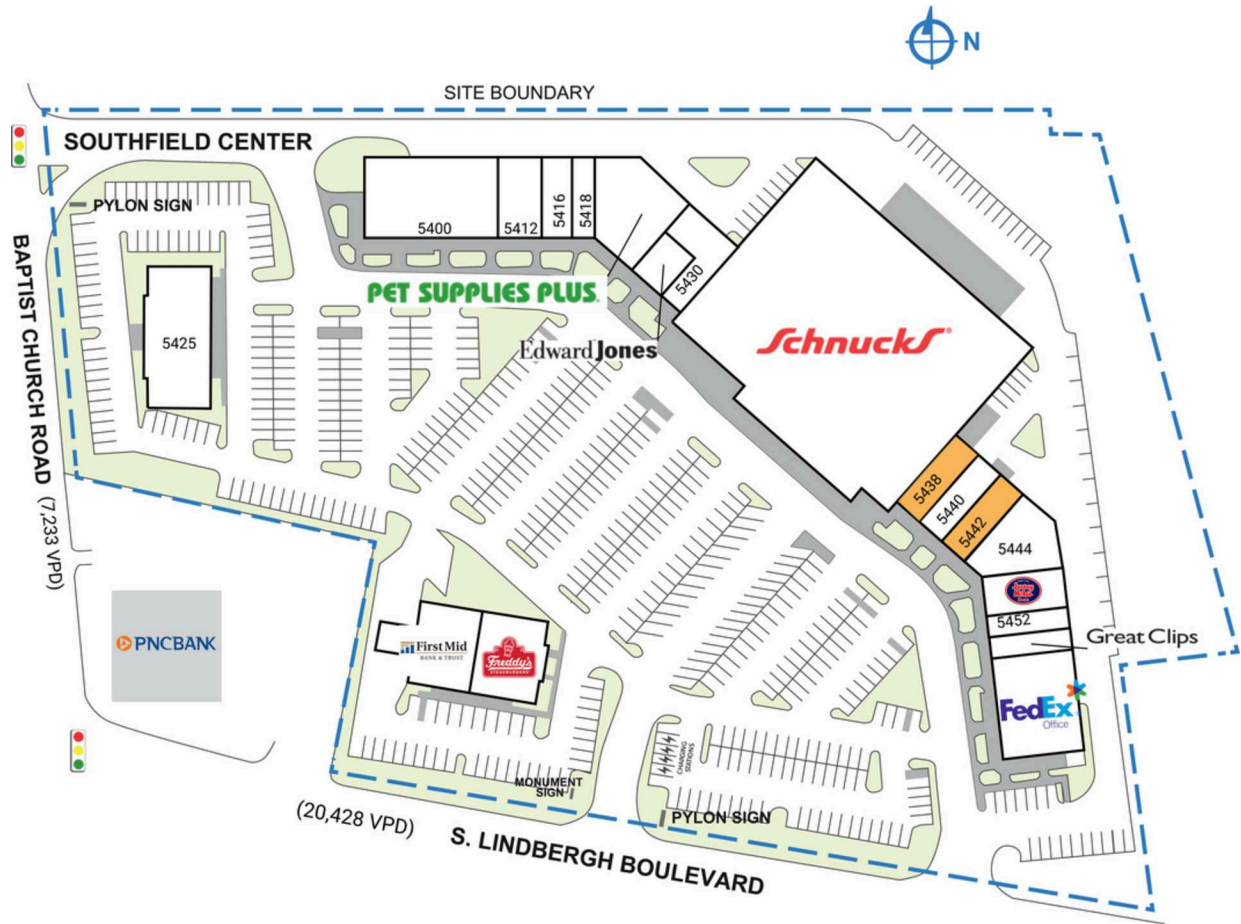 N
SITE BOUNDARY
SOUTHFIELD CENTER
PYLON SIGN
5400
5412
5416
5418
5430
PET SUPPLIES PLUS.
EdwardJones
Schnucks®
5425
BAPTIST CHURCH ROAD (7,233 VPD)
5438
5440
5442
5444
5452
Great Clips
FedEx
Office
PNCBANK
First Mid
BANK & TRUST
Freddy's
STEAKBURGERS
CHARGING
STATIONS
MONUMENT
SIGN
PYLON SIGN
(20,428 VPD)
S. LINDBERGH BOULEVARD